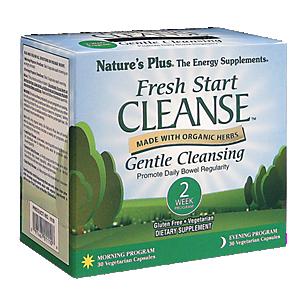 Nature's Plus. The Energy Supplements.
Fresh Start
CLEANSE™
MADE WITH ORGANIC HERBS
Gentle Cleansing
Promote Daily Bowel Regularity
2
WEEK
PROGRAM
Gluten Free • Vegetarian
DIETARY SUPPLEMENT
MORNING PROGRAM
30 Vegetarian Capsules
EVENING PROGRAM
30 Vegetarian Capsules